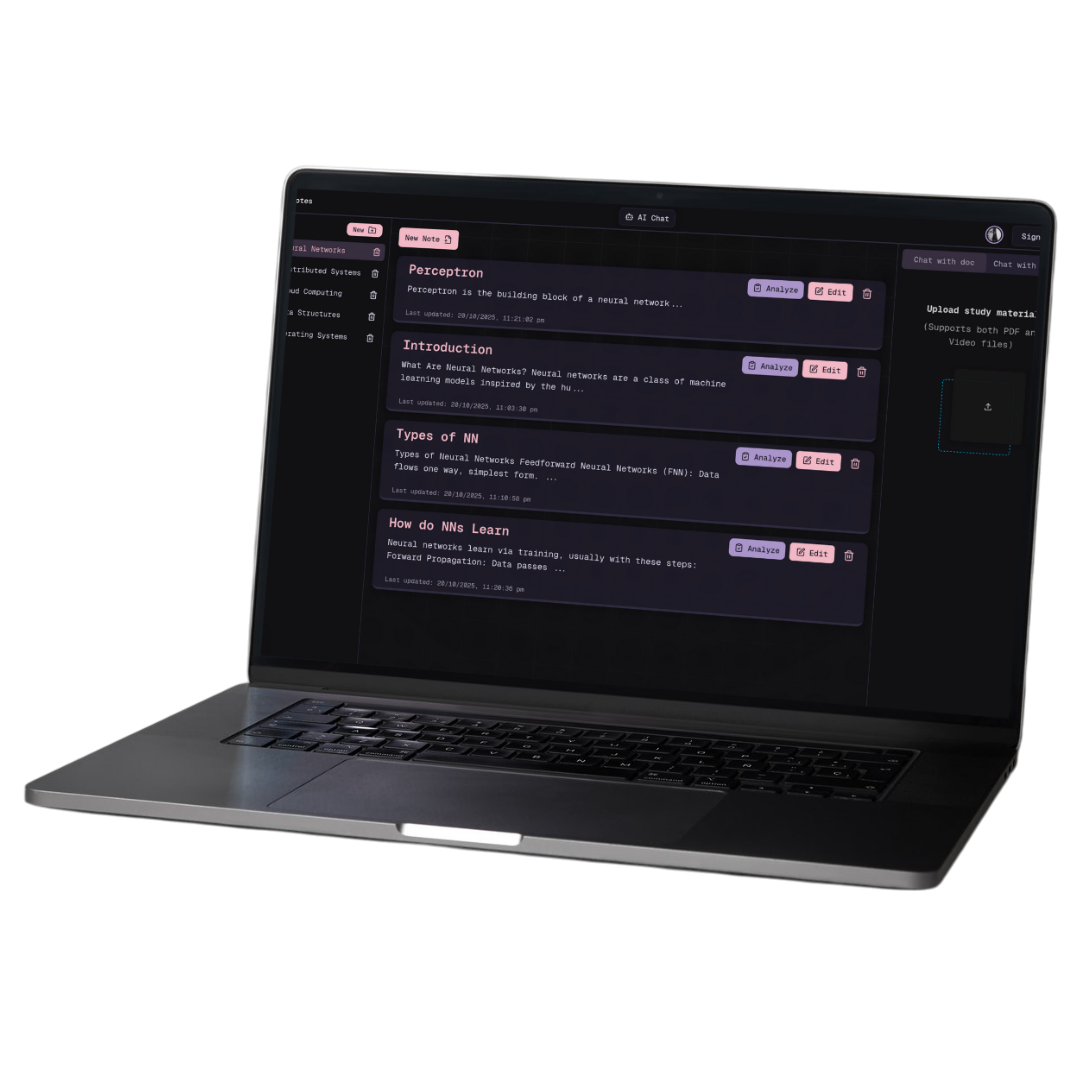 otes
AI Chat
Sign
New
ural Networks
tributed Systems
ud Computing
a Structures
rating Systems
New Note
Perceptron
Perceptron is the building block of a neural network...
Last updated: 20/10/2025, 11:21:02 pm
Analyze
Edit
Introduction
What Are Neural Networks? Neural networks are a class of machine
learning models inspired by the hu...
Last updated: 20/10/2025, 11:03:30 pm
Analyze
Edit
Types of NN
Types of Neural Networks Feedforward Neural Networks (FNN): Data
flows one way, simplest form. ...
Last updated: 20/10/2025, 11:10:56 pm
Analyze
Edit
How do NNs Learn
Neural networks learn via training, usually with these steps:
Forward Propagation: Data passes ...
Last updated: 20/10/2025, 11:20:36 pm
Analyze
Edit
Chat with doc
Chat with
Upload study material
(Supports both PDF an
Video files)